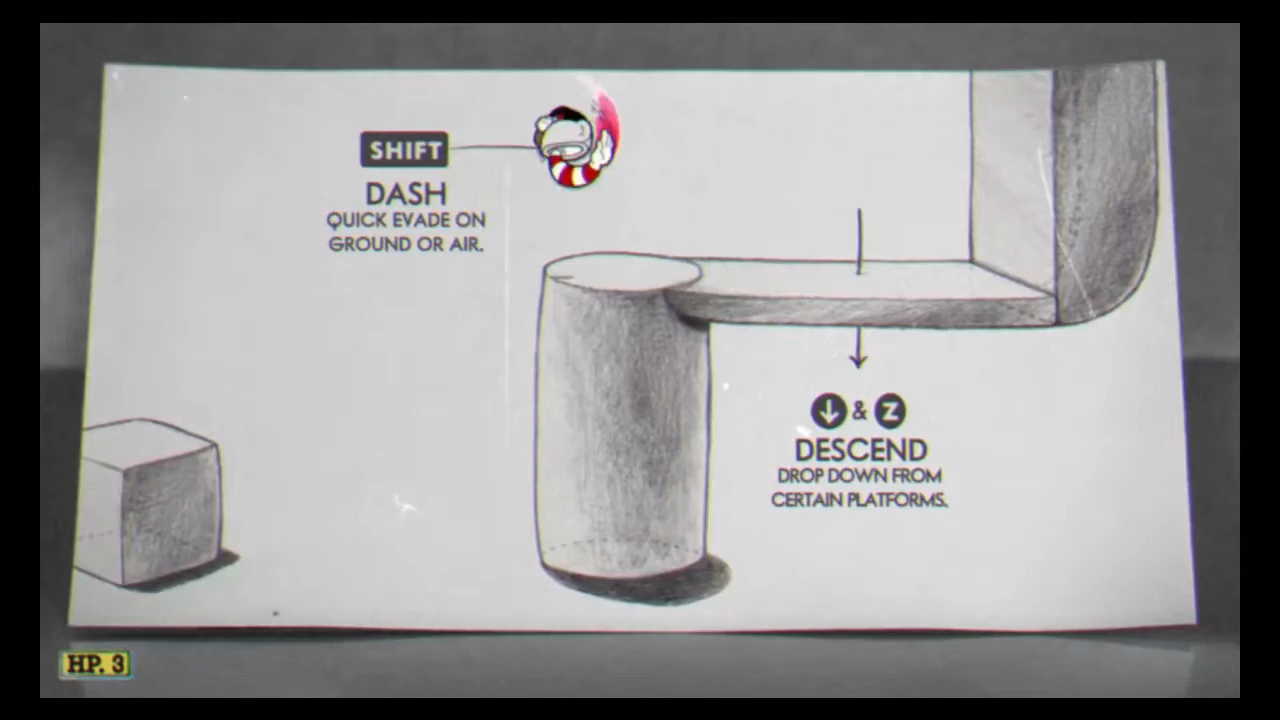 SHIFT
DASH
QUICK EVADE ON
GROUND OR AIR.
↓ & Z
DESCEND
DROP DOWN FROM
CERTAIN PLATFORMS.
HP. 3